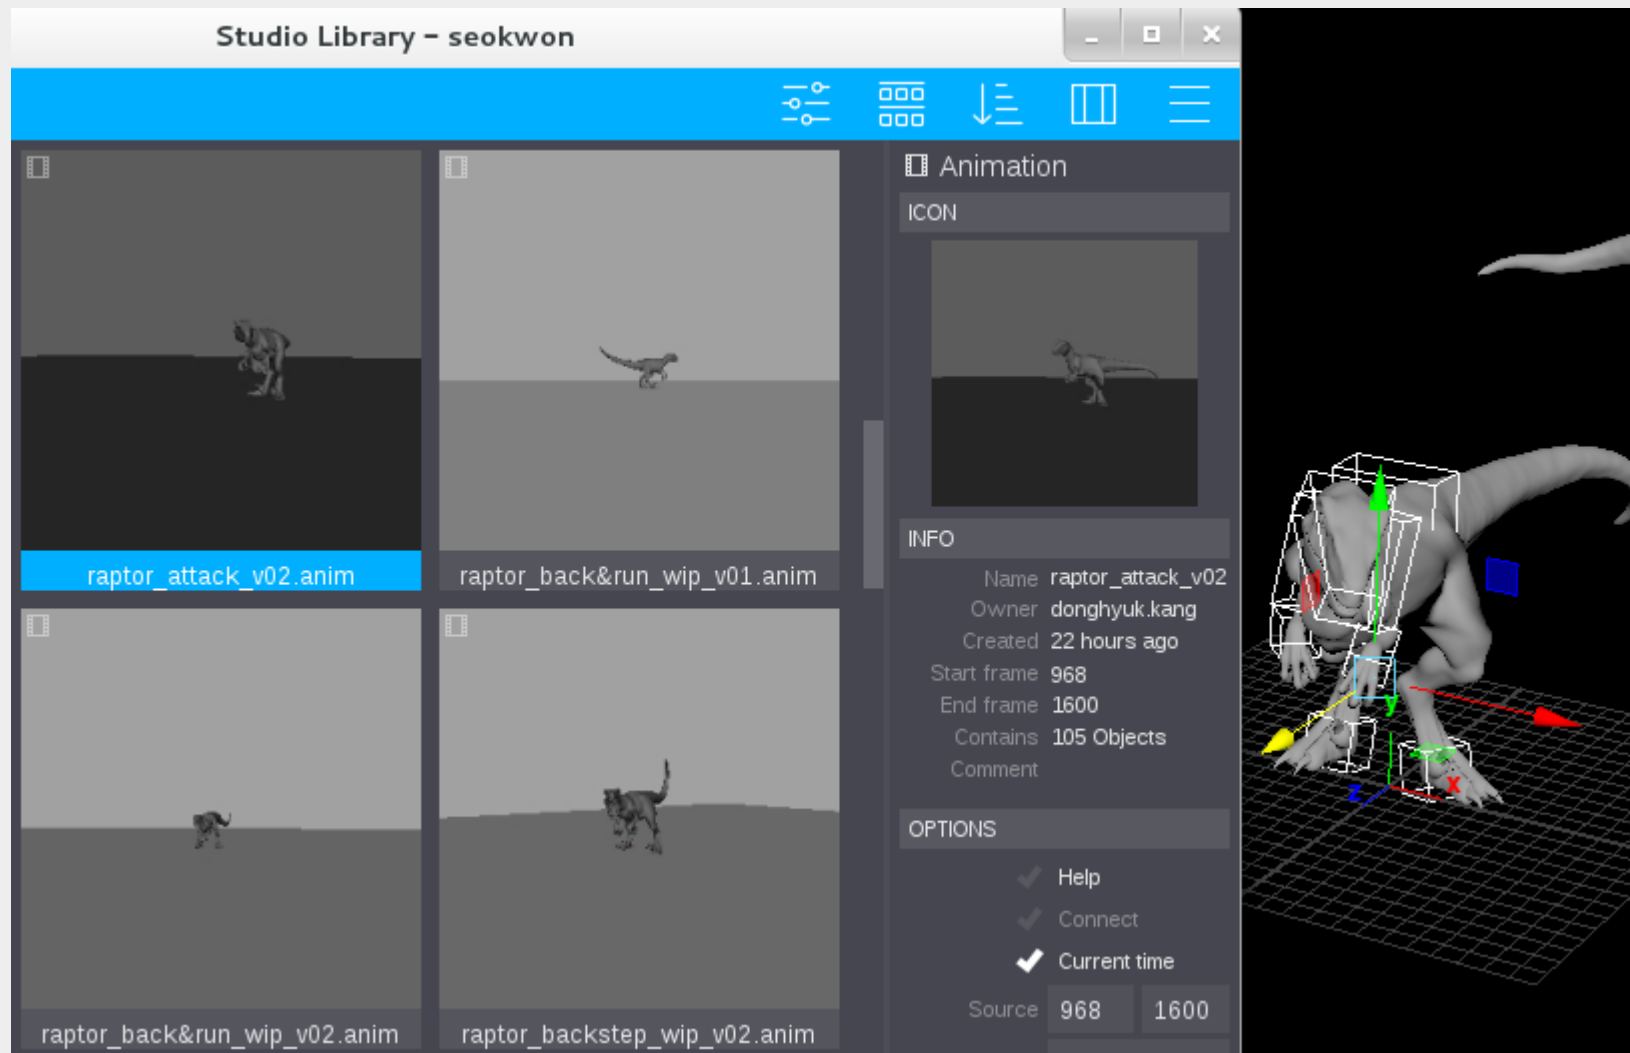 Studio Library - seokwon
Animation
ICON
raptor_attack_v02.anim
raptor_back&run_wip_v01.anim
INFO
Name raptor_attack_v02
Owner donghyuk.kang
Created 22 hours ago
Start frame 968
End frame 1600
Contains 105 Objects
Comment
OPTIONS
Help
Connect
Current time
Source 968 1600
raptor_back&run_wip_v02.anim
raptor_backstep_wip_v02.anim
y
z
x